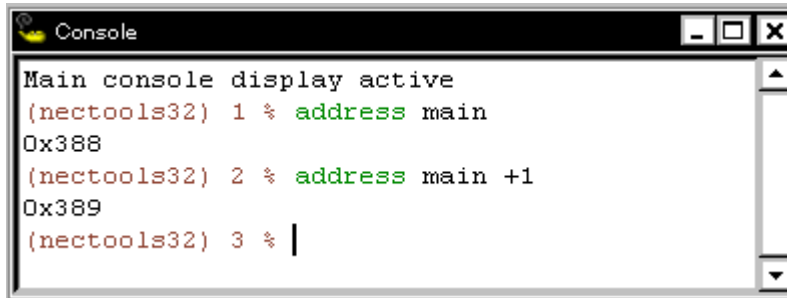 Console
Main console display active
(nectools32) 1 % address main
0x388
(nectools32) 2 % address main +1
0x389
(nectools32) 3 %